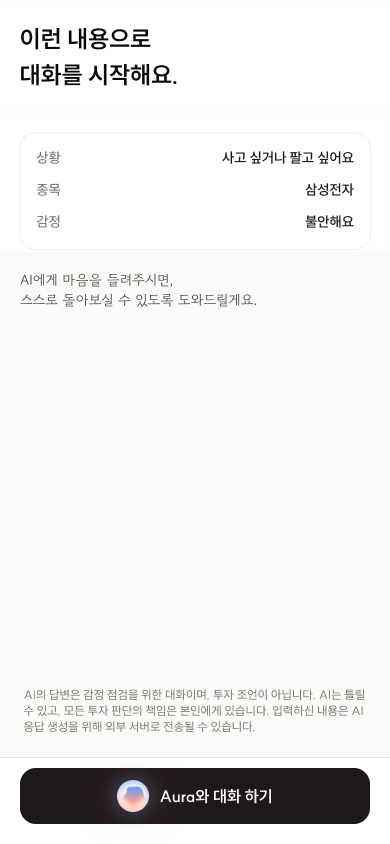 이런 내용으로
대화를 시작해요.
상황 사고 싶거나 팔고 싶어요
종목 삼성전자
감정 불안해요
AI에게 마음을 들려주시면,
스스로 돌아보실 수 있도록 도와드릴게요.
AI의 답변은 감정 점검을 위한 대화이며, 투자 조언이 아닙니다. AI는 틀릴
수 있고, 모든 투자 판단의 책임은 본인에게 있습니다. 입력하신 내용은 AI
응답 생성을 위해 외부 서버로 전송될 수 있습니다.
Aura와 대화 하기